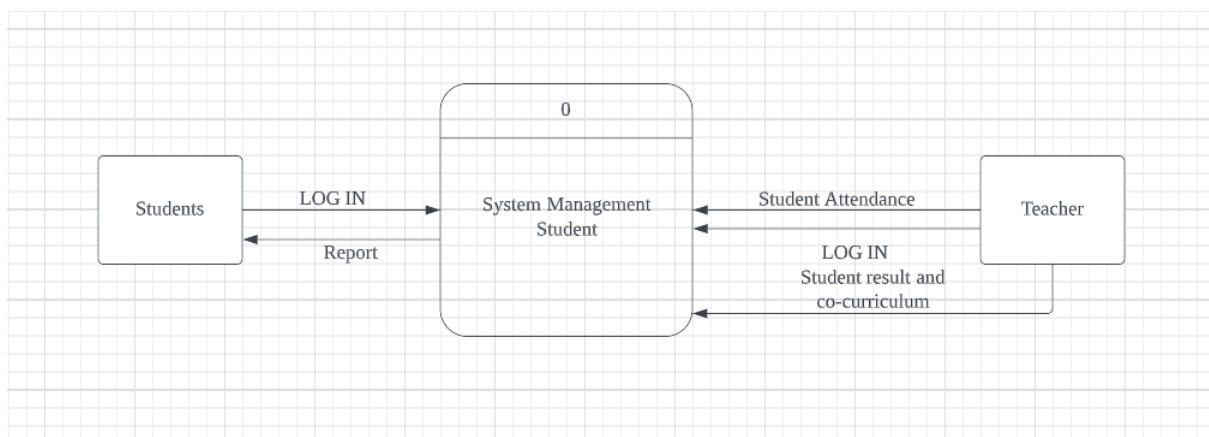 0
Students
LOG IN
Report
System Management
Student
Student Attendance
LOG IN
Student result and
co-curriculum
Teacher